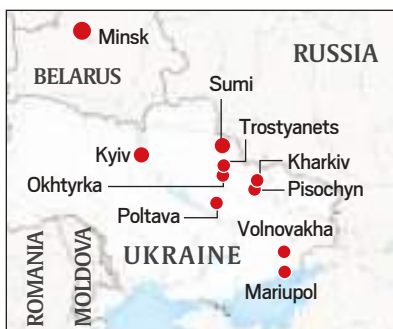 Minsk
RUSSIA
BELARUS
Sumi
Trostyanets
Kyiv
Kharkiv
Okhtyrka
Pisochyn
Poltava
Volnovakha
UKRAINE
ROMANIA
MOLDOVA
Mariupol